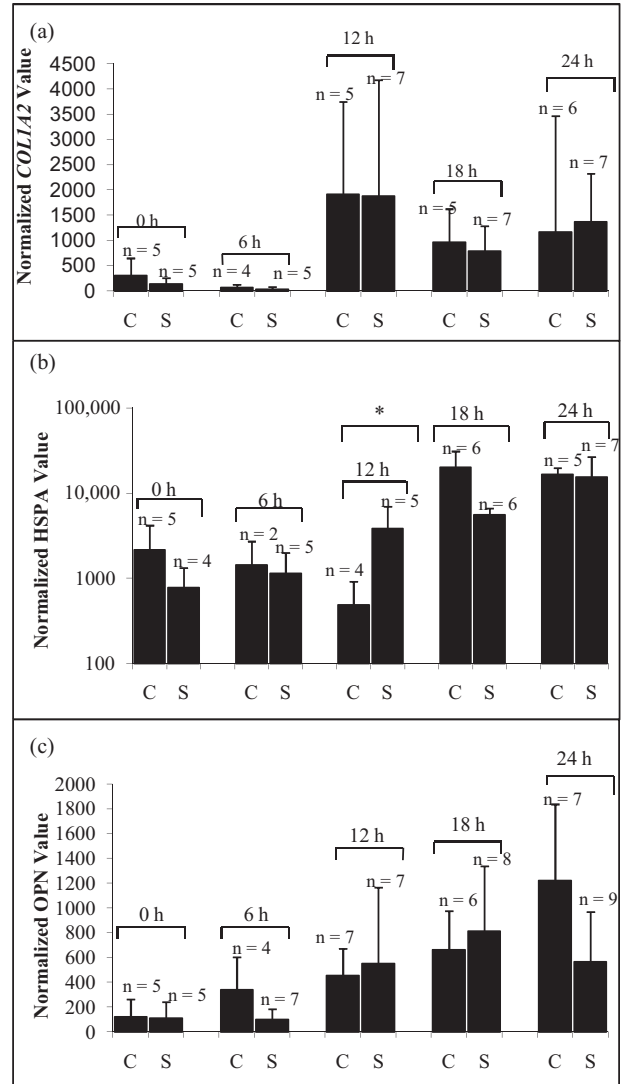 (a)
Normalized COL1A2 Value
4500
4000
3500
3000
2500
2000
1500
1000
500
0
0 h
n = 5
n = 5
6 h
n = 4
n = 5
12 h
n = 5
n = 7
18 h
n = 5
n = 7
24 h
n = 6
n = 7
C S C S C S C S C S
(b)
Normalized HSPA Value
100,000
10,000
1000
100
0 h
n = 5
n = 4
6 h
n = 2
n = 5
*
12 h
n = 4
n = 5
18 h
n = 6
n = 6
24 h
n = 5
n = 7
C S C S C S C S C S
(c)
Normalized OPN Value
2000
1800
1600
1400
1200
1000
800
600
400
200
0
0 h
n = 5
n = 5
6 h
n = 4
n = 7
12 h
n = 7
n = 7
18 h
n = 6
n = 8
24 h
n = 7
n = 9
C S C S C S C S C S